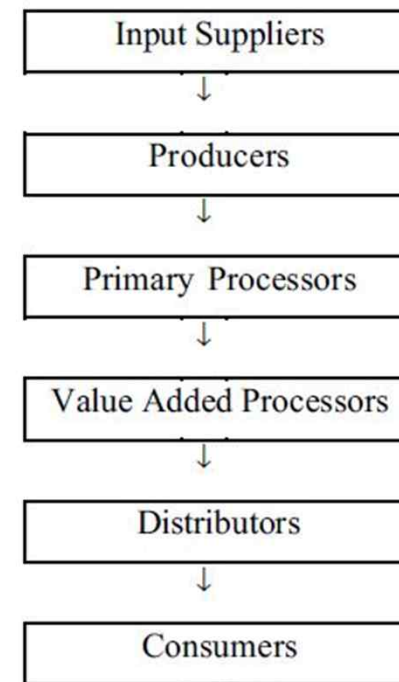 Input Suppliers
↓
Producers
↓
Primary Processors
↓
Value Added Processors
↓
Distributors
↓
Consumers